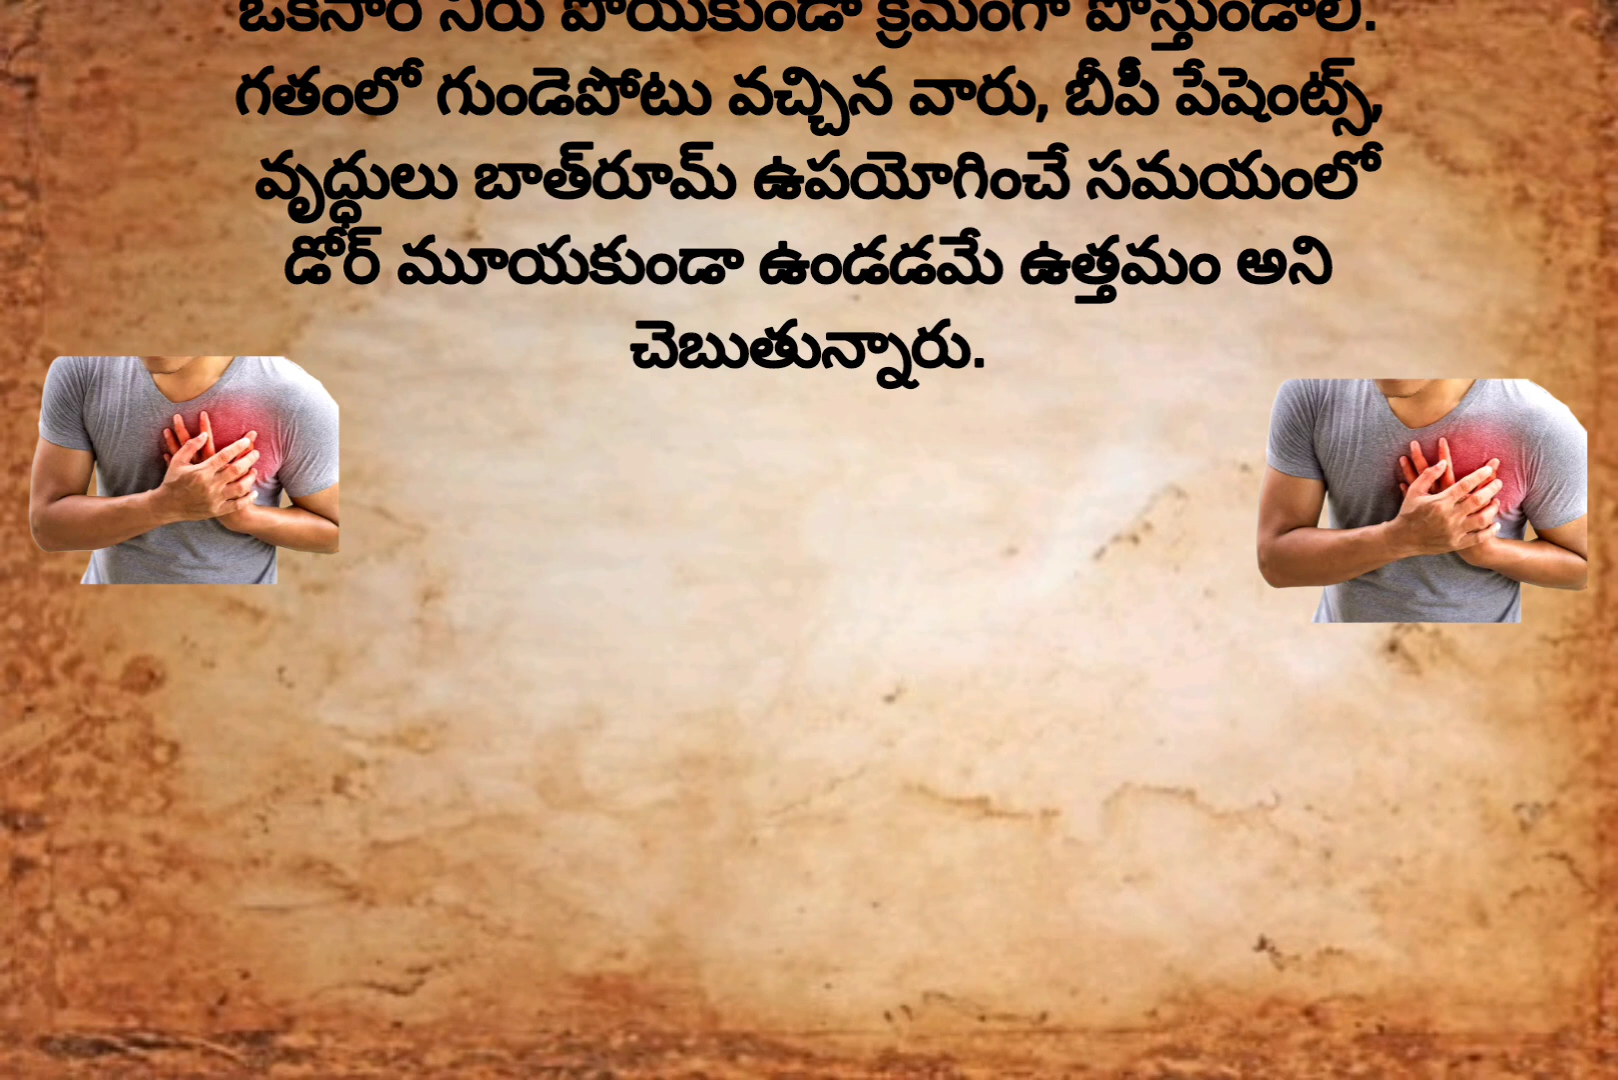 ఒకేసారి నీరు పోయకుండా క్రమంగా పోస్తుండాలి.
గతంలో గుండెపోటు వచ్చిన వారు, బీపీ పేషెంట్స్,
వృద్ధులు బాత్‌రూమ్ ఉపయోగించే సమయంలో
డోర్ మూయకుండా ఉండడమే ఉత్తమం అని
చెబుతున్నారు.